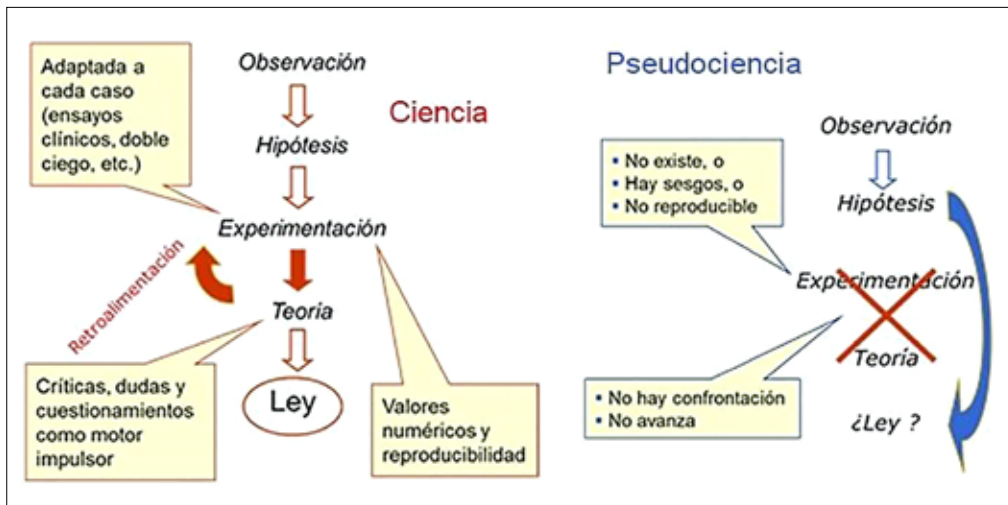 Adaptada a
cada caso
(ensayos
clínicos, doble
ciego, etc.)
Observación
Ciencia
Hipótesis
Experimentación
Retroalimentación
Teoría
Críticas, dudas y
cuestionamientos
como motor
impulsor
Ley
Valores
numéricos y
reproducibilidad
Pseudociencia
Observación
▪ No existe, o
▪ Hay sesgos, o
▪ No reproducible
Hipótesis
Experimentación
Teoría
▪ No hay confrontación
▪ No avanza
¿Ley ?